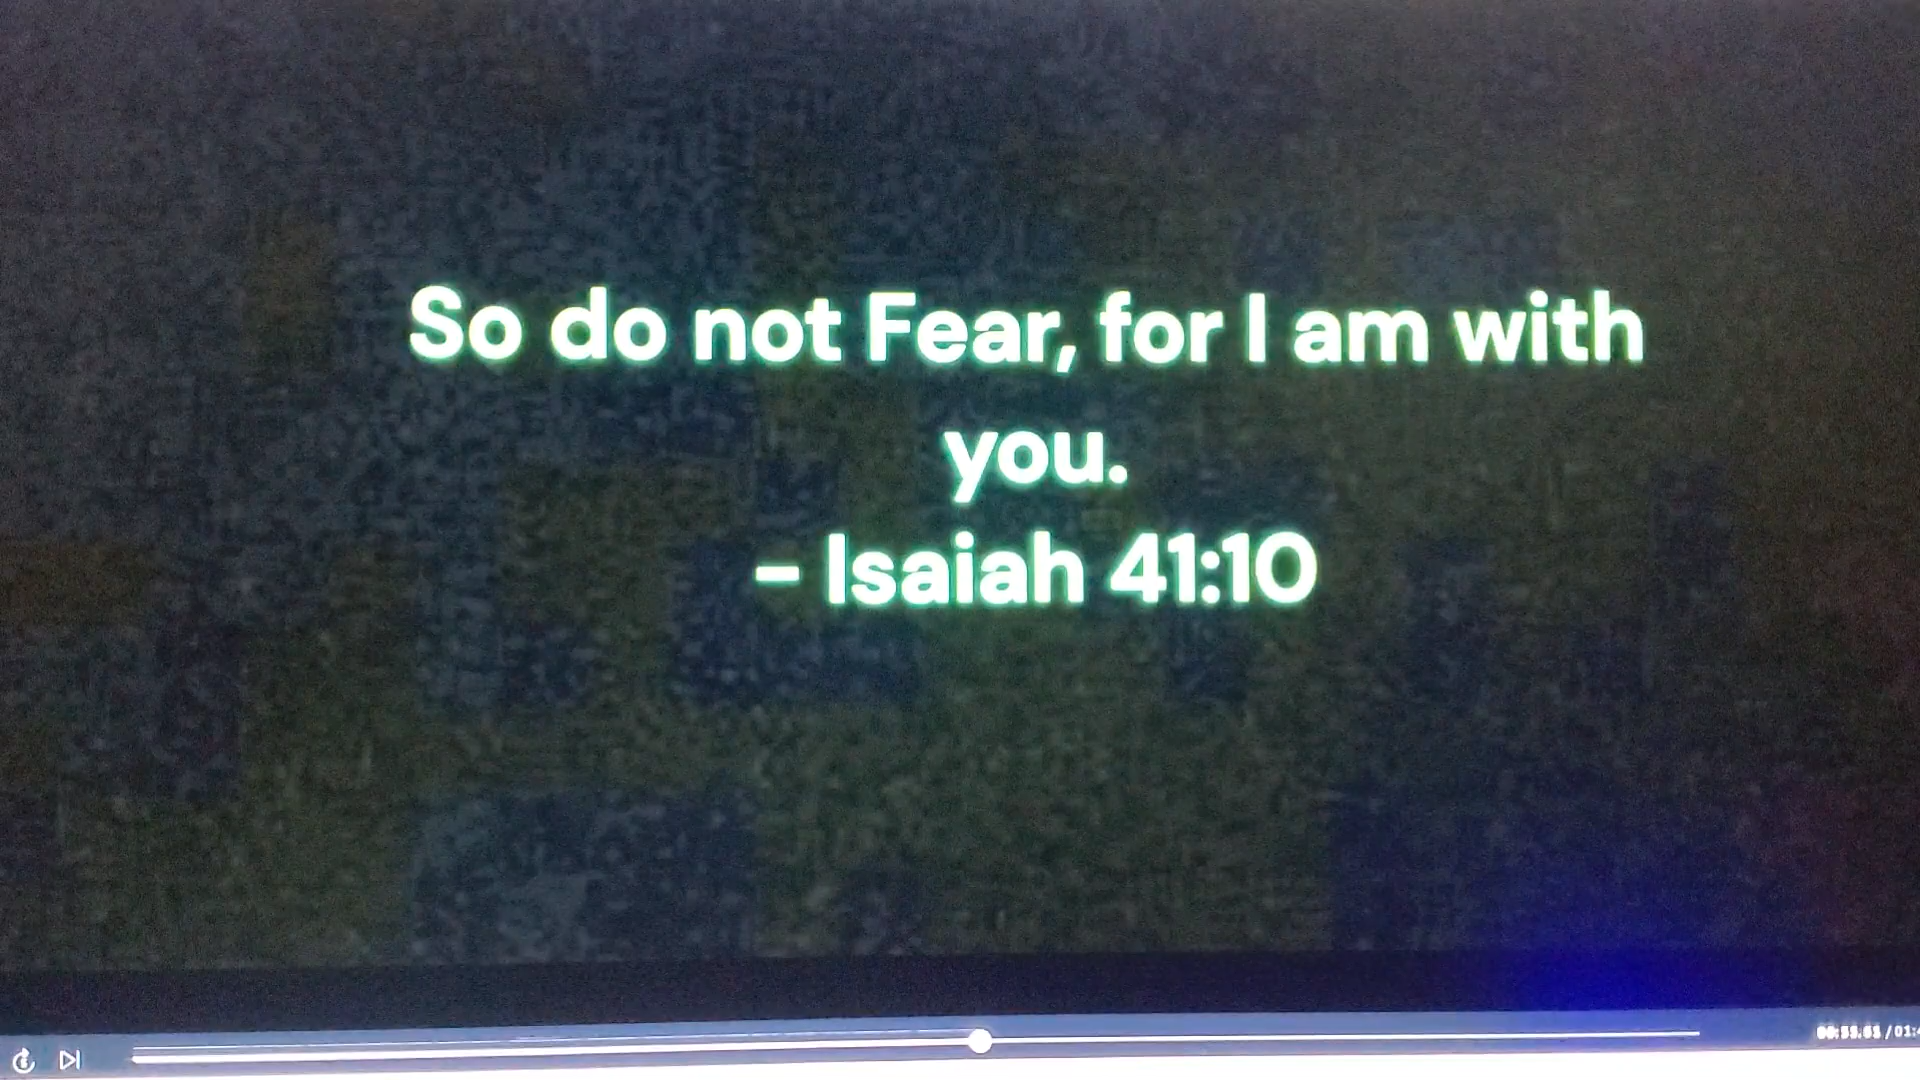 So do not Fear, for I am with
you.
– Isaiah 41:10